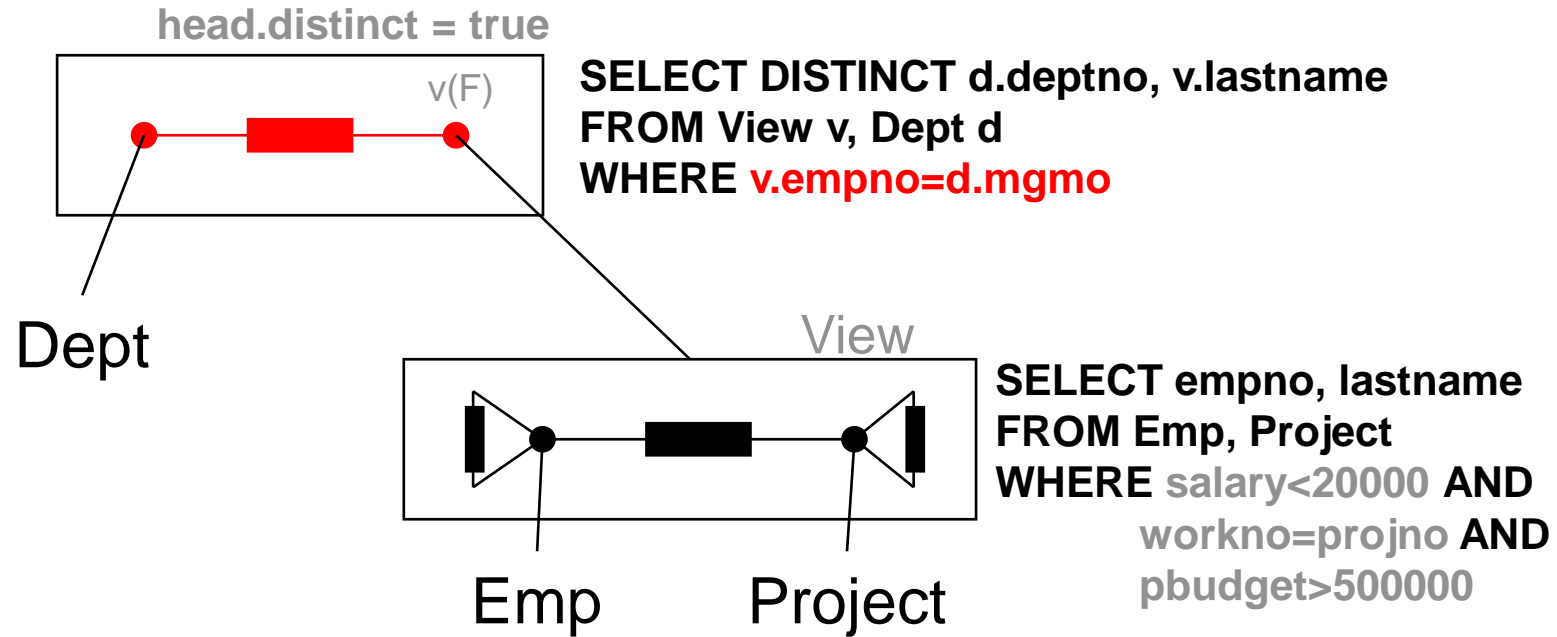 head.distinct = true
v(F)
SELECT DISTINCT d.deptno, v.lastname
FROM View v, Dept d
WHERE v.empno=d.mgmo
Dept
View
SELECT empno, lastname
FROM Emp, Project
WHERE salary<20000 AND
workno=projno AND
pbudget>500000
Emp
Project